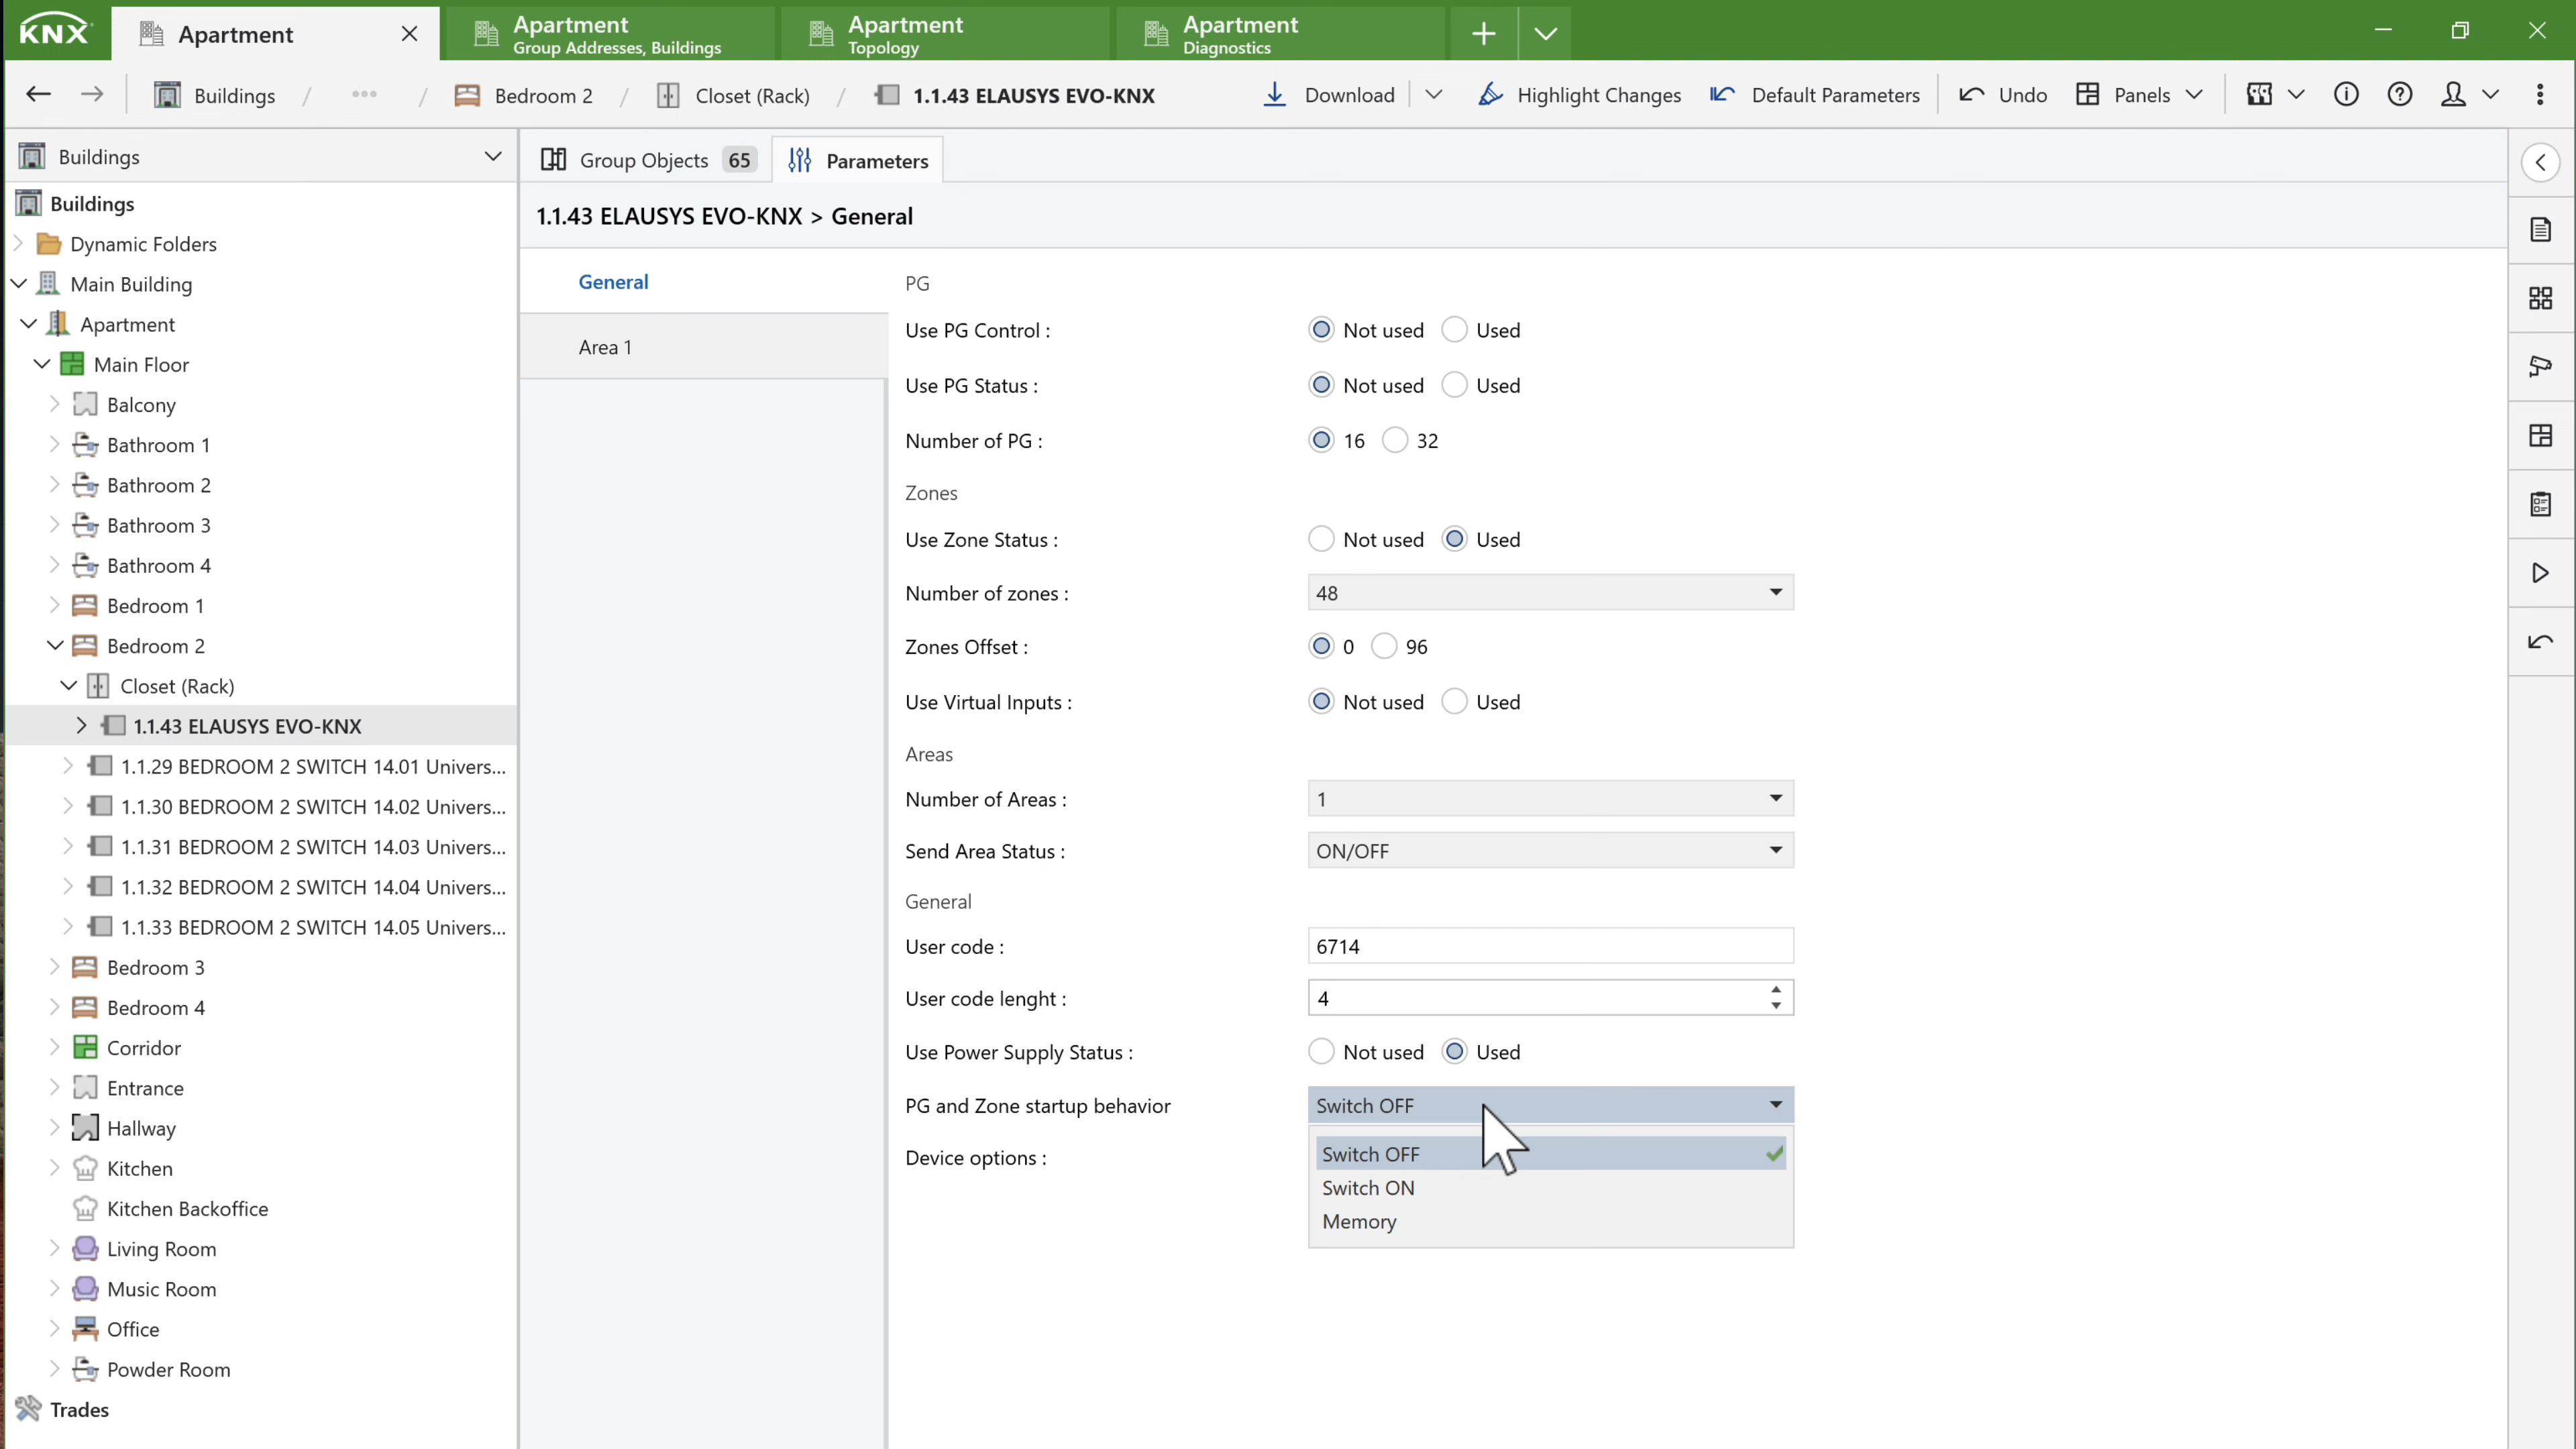 KNX
Apartment
Apartment
Group Addresses, Buildings
Apartment
Topology
Apartment
Diagnostics
Buildings / ... / Bedroom 2 / Closet (Rack) / 1.1.43 ELAUSYS EVO-KNX
Download
Highlight Changes
Default Parameters
Undo
Panels
Buildings
Buildings
Dynamic Folders
Main Building
Apartment
Main Floor
Balcony
Bathroom 1
Bathroom 2
Bathroom 3
Bathroom 4
Bedroom 1
Bedroom 2
Closet (Rack)
1.1.43 ELAUSYS EVO-KNX
1.1.29 BEDROOM 2 SWITCH 14.01 Univers...
1.1.30 BEDROOM 2 SWITCH 14.02 Univers...
1.1.31 BEDROOM 2 SWITCH 14.03 Univers...
1.1.32 BEDROOM 2 SWITCH 14.04 Univers...
1.1.33 BEDROOM 2 SWITCH 14.05 Univers...
Bedroom 3
Bedroom 4
Corridor
Entrance
Hallway
Kitchen
Kitchen Backoffice
Living Room
Music Room
Office
Powder Room
Trades
Group Objects 65
Parameters
1.1.43 ELAUSYS EVO-KNX > General
General
Area 1
PG
Use PG Control : Not used Used
Use PG Status : Not used Used
Number of PG : 16 32
Zones
Use Zone Status : Not used Used
Number of zones : 48
Zones Offset : 0 96
Use Virtual Inputs : Not used Used
Areas
Number of Areas : 1
Send Area Status : ON/OFF
General
User code : 6714
User code lenght : 4
Use Power Supply Status : Not used Used
PG and Zone startup behavior Switch OFF
Device options : Switch OFF
Switch ON
Memory